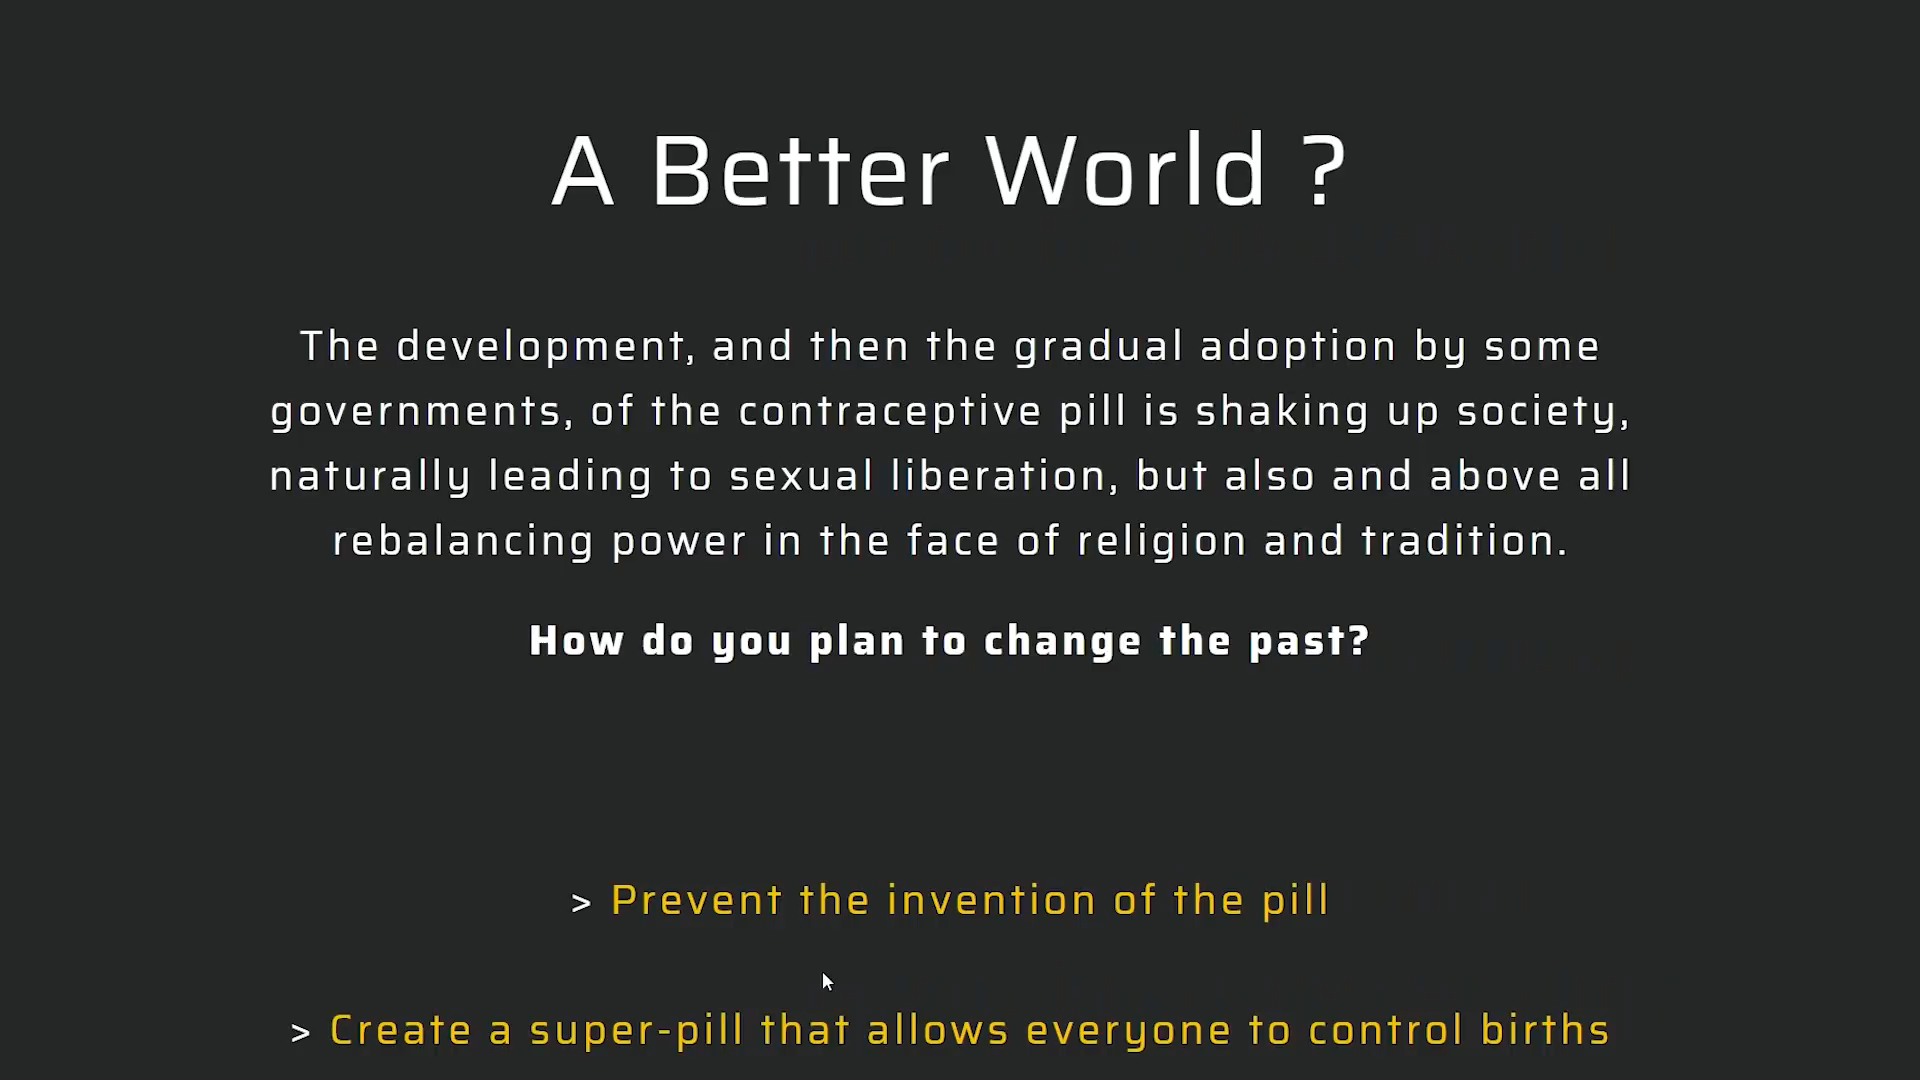 A Better World ?
The development, and then the gradual adoption by some
governments, of the contraceptive pill is shaking up society,
naturally leading to sexual liberation, but also and above all
rebalancing power in the face of religion and tradition.
How do you plan to change the past?
> Prevent the invention of the pill
> Create a super-pill that allows everyone to control births